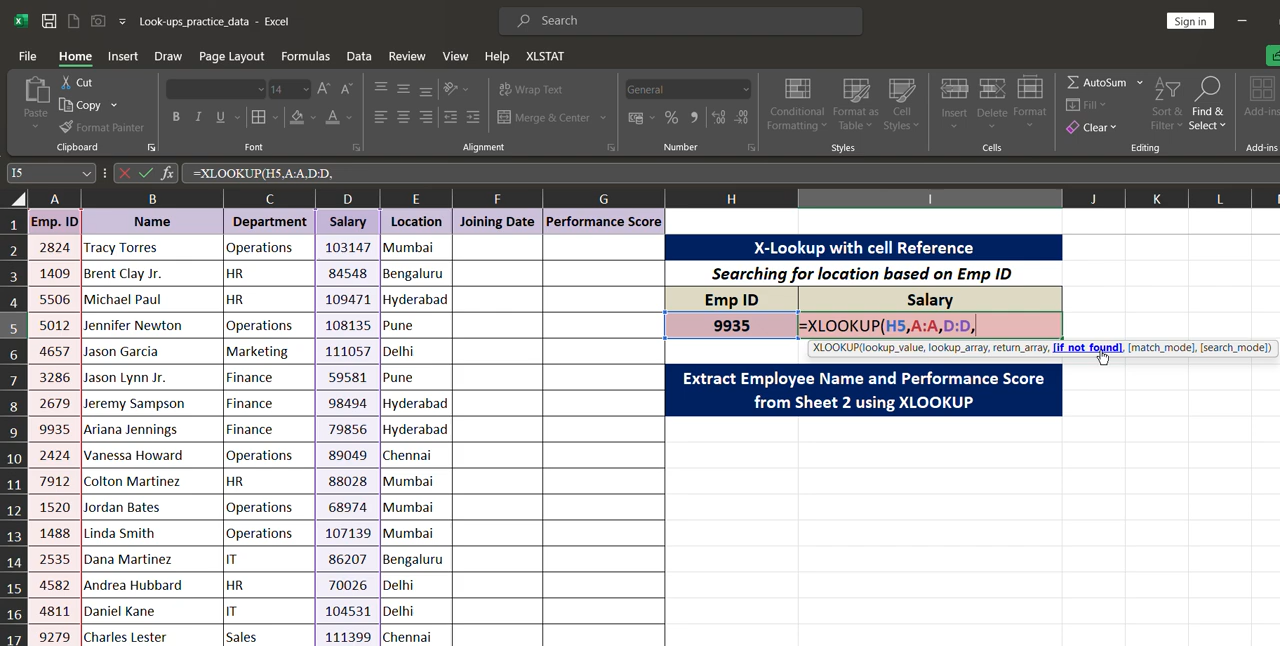 Look-ups_practice_data - Excel
Search
Sign in
File Home Insert Draw Page Layout Formulas Data Review View Help XLSTAT
Paste
Cut
Copy
Format Painter
Clipboard
14
A A
B I U
A
Font
Wrap Text
Merge & Center
Alignment
General
%
Number
Conditional Formatting
Format as Table
Cell Styles
Styles
Insert
Delete
Format
Cells
AutoSum
Fill
Clear
Sort & Filter
Find & Select
Editing
Add-ins
Add-ins
I5
fx
=XLOOKUP(H5,A:A,D:D,
A B C D E F G H I J K L
1 Emp. ID Name Department Salary Location Joining Date Performance Score
2 2824 Tracy Torres Operations 103147 Mumbai X-Lookup with cell Reference
3 1409 Brent Clay Jr. HR 84548 Bengaluru Searching for location based on Emp ID
4 5506 Michael Paul HR 109471 Hyderabad Emp ID Salary
5 5012 Jennifer Newton Operations 108135 Pune 9935 =XLOOKUP(H5,A:A,D:D,
XLOOKUP(lookup_value, lookup_array, return_array, [if_not_found], [match_mode], [search_mode])
6 4657 Jason Garcia Marketing 111057 Delhi
7 3286 Jason Lynn Jr. Finance 59581 Pune Extract Employee Name and Performance Score
8 2679 Jeremy Sampson Finance 98494 Hyderabad from Sheet 2 using XLOOKUP
9 9935 Ariana Jennings Finance 79856 Hyderabad
10 2424 Vanessa Howard Operations 89049 Chennai
11 7912 Colton Martinez HR 88028 Mumbai
12 1520 Jordan Bates Operations 68974 Mumbai
13 1488 Linda Smith Operations 107139 Mumbai
14 2535 Dana Martinez IT 86207 Bengaluru
15 4582 Andrea Hubbard HR 70026 Delhi
16 4811 Daniel Kane IT 104531 Delhi
17 9279 Charles Lester Sales 111399 Chennai